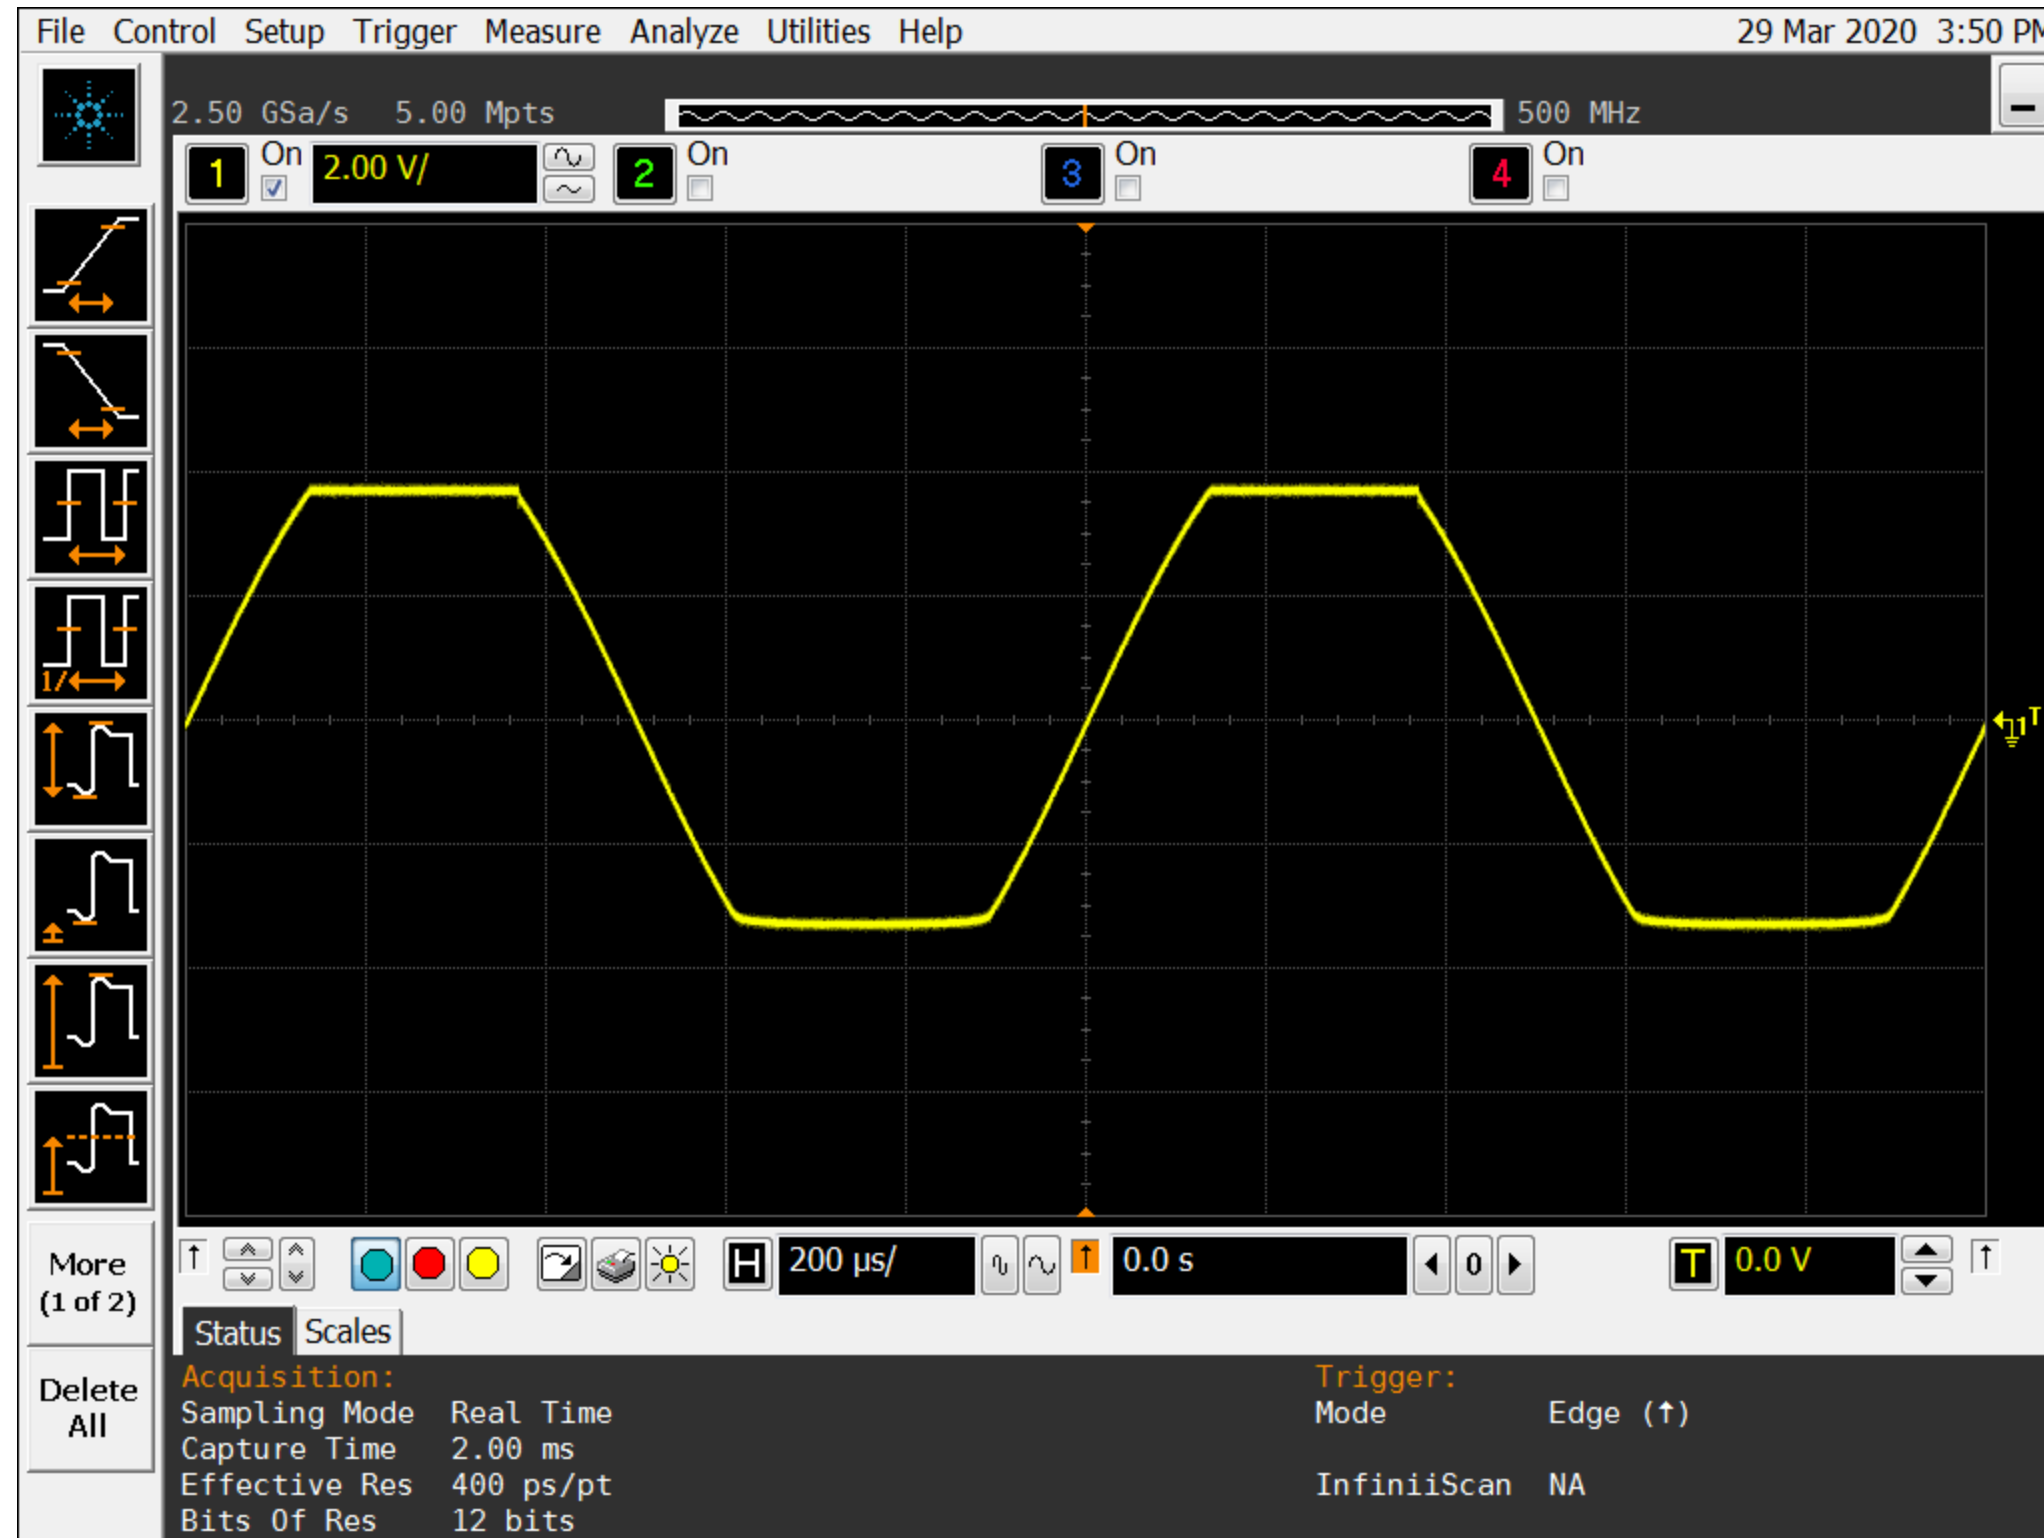 File Control Setup Trigger Measure Analyze Utilities Help 29 Mar 2020 3:50 PM
2.50 GSa/s 5.00 Mpts 500 MHz
1 On 2.00 V/ 2 On 3 On 4 On
1/
1 T
More
(1 of 2)
Delete
All
H 200 µs/ 0.0 s 0 T 0.0 V
Status Scales
Acquisition: Trigger:
Sampling Mode Real Time Mode Edge (↑)
Capture Time 2.00 ms
Effective Res 400 ps/pt InfiniiScan NA
Bits Of Res 12 bits